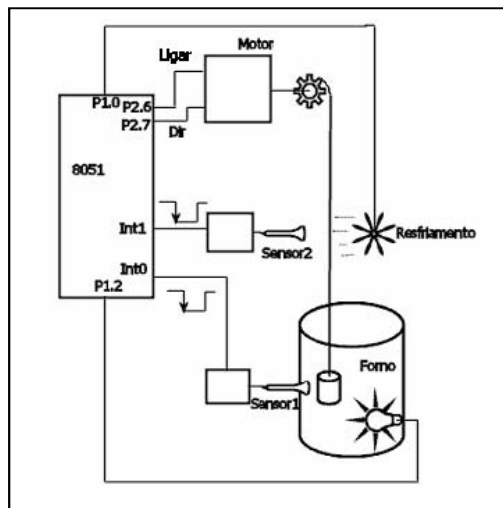 Motor
Ligar
P1.0
P2.6
P2.7
Dir
8051
Int1
Sensor2
Resfriamento
Int0
P1.2
Forno
Sensor1